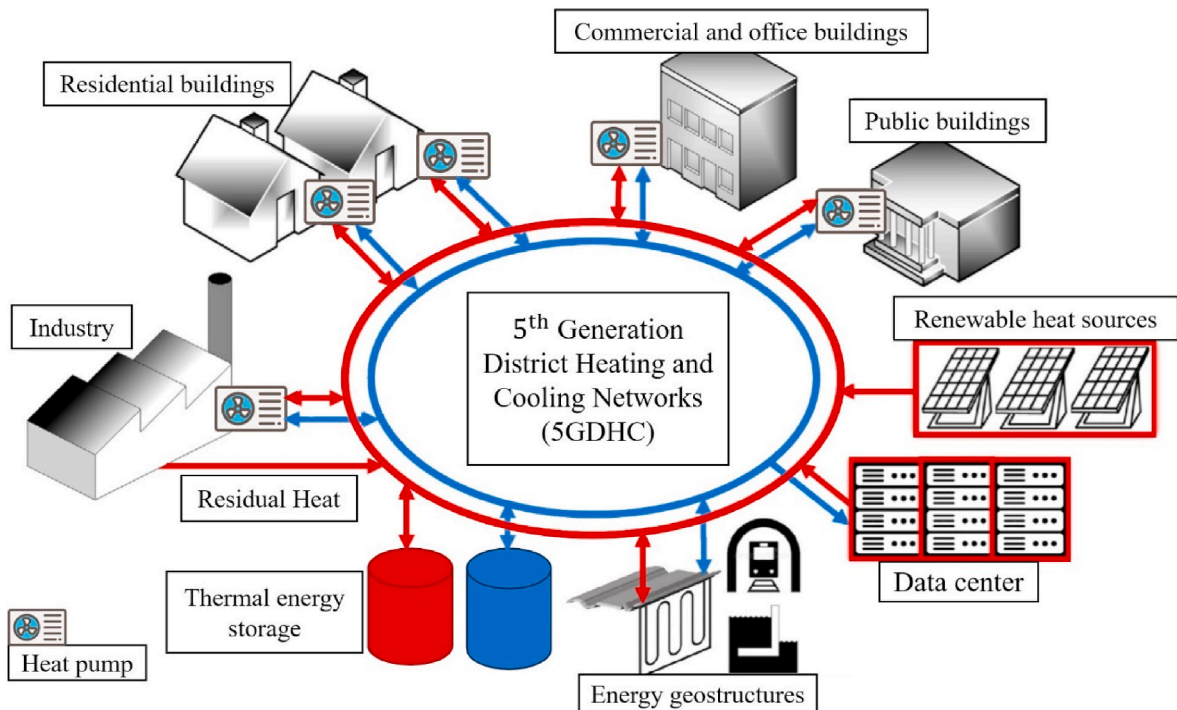 Commercial and office buildings
Residential buildings
Public buildings
Industry
5th Generation
District Heating and
Cooling Networks
(5GDHC)
Renewable heat sources
Residual Heat
Thermal energy
storage
Data center
Heat pump
Energy geostructures